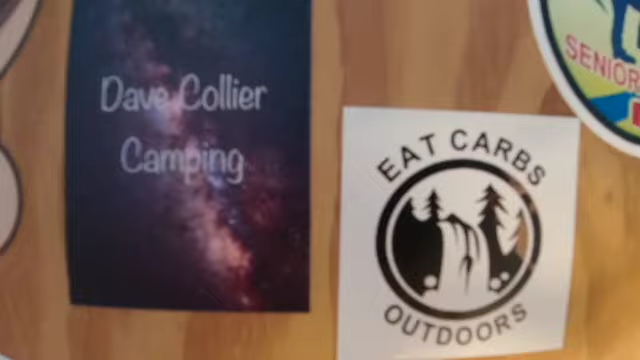 Dave Collier
Camping
EAT CARBS
OUTDOORS
SENIOR